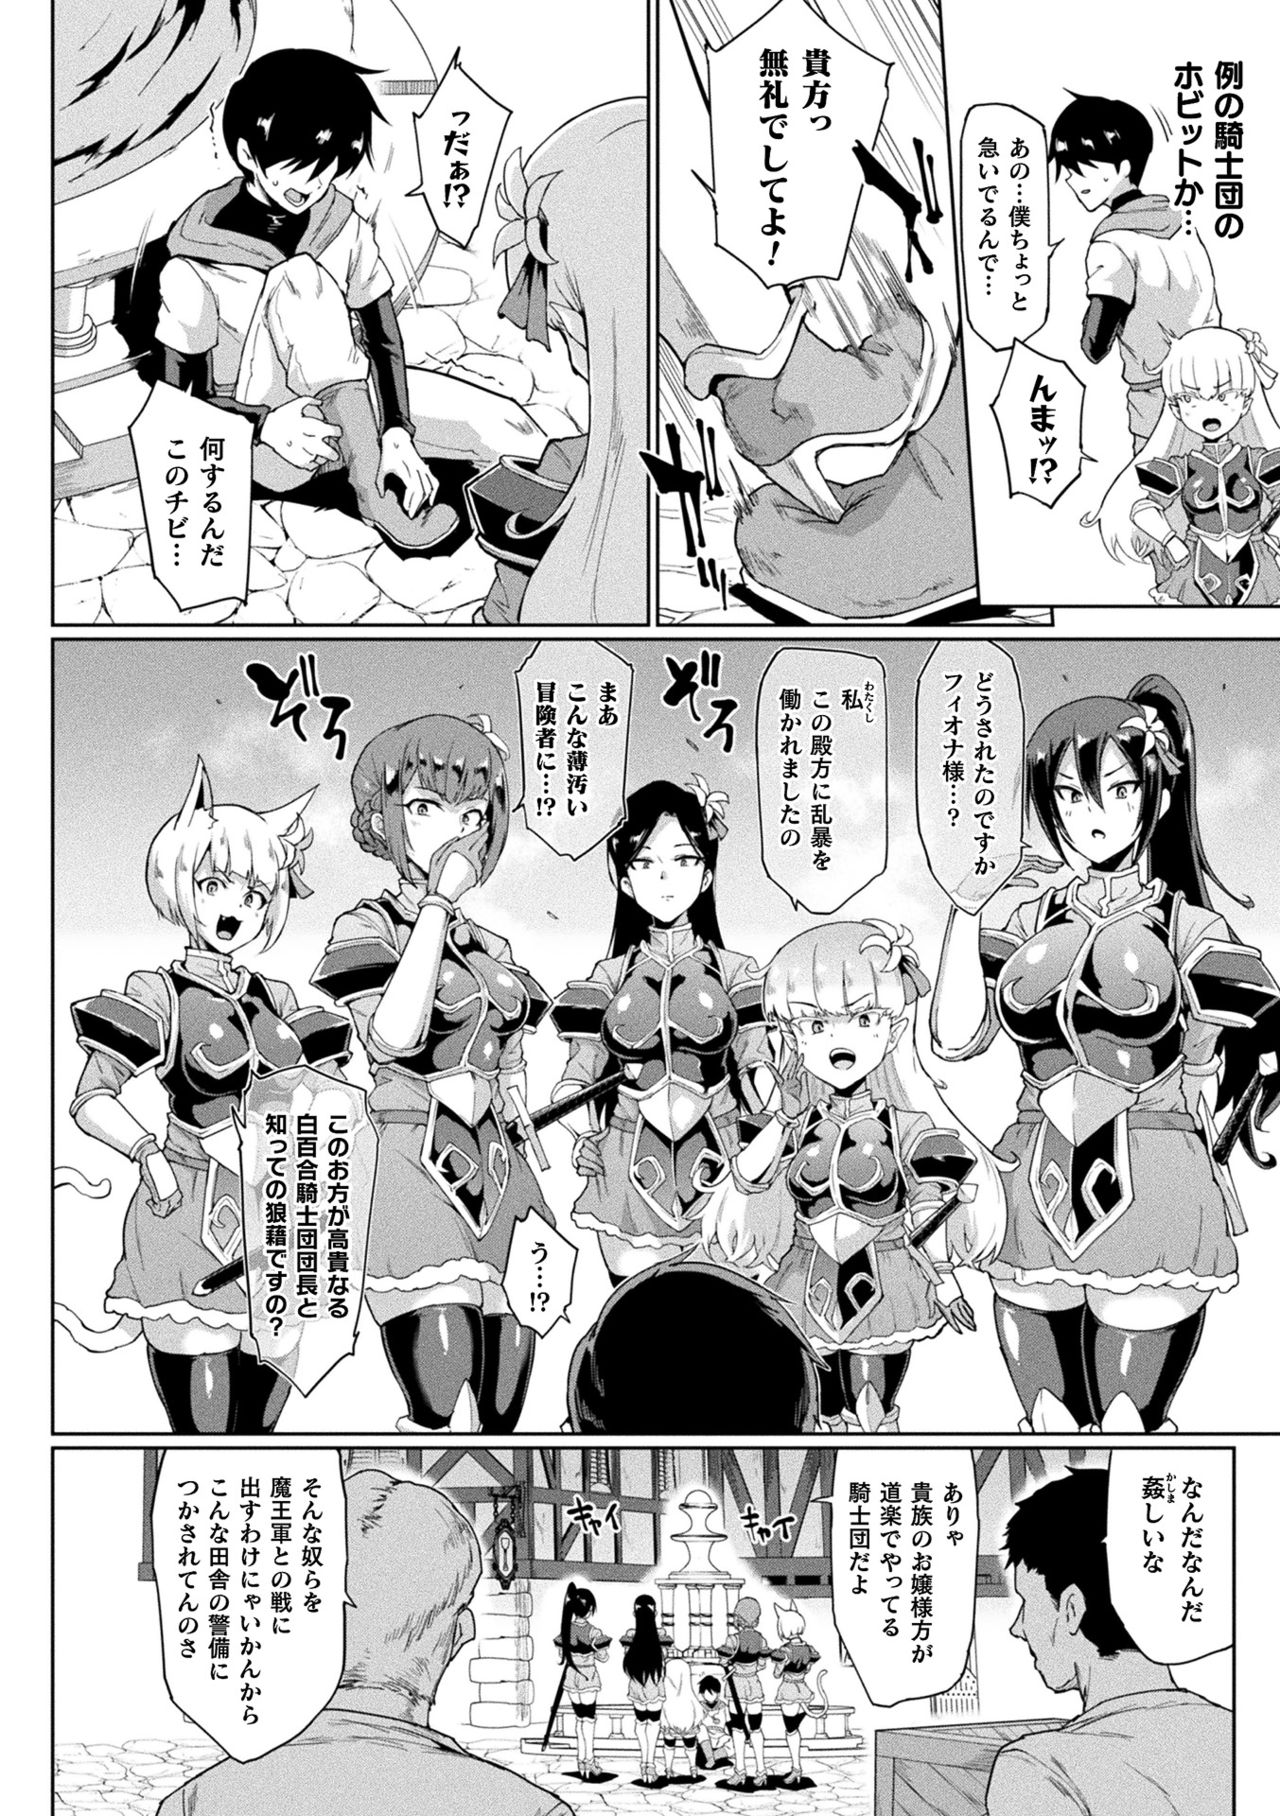 例の騎士団の
ホビットか…
あの…僕ちょっと
急いでるんで…
んまッ!?
貴方っ
無礼でしてよ！
っだぁ!?
何するんだ
このチビ…
どうされたのですか
フィオナ様…？
私
わたくし
この殿方に乱暴を
働かれましたの
まあ
こんな薄汚い
冒険者に…!?
ぞろ
ぞろ
このお方が高貴なる
白百合騎士団団長と
知っての狼藉ですの？
う…!?
なんだなんだ
姦しいな
かしま
ありゃ
貴族のお嬢様方が
道楽でやってる
騎士団だよ
キャイ
キャイ
そんな奴らを
魔王軍との戦に
出すわけにゃいかんから
こんな田舎の警備に
つかされてんのさ